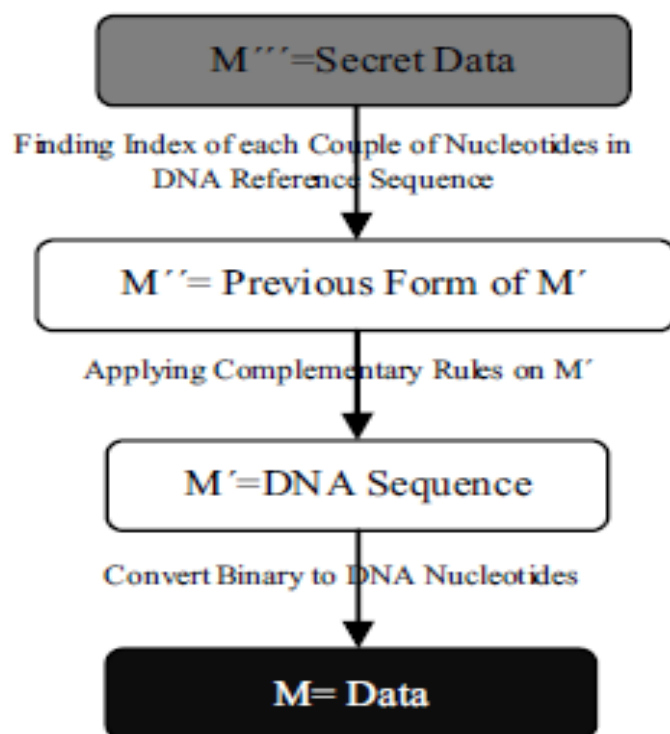 M´´´=Secret Data
Finding Index of each Couple of Nucleotides in
DNA Reference Sequence
M´´= Previous Form of M´
Applying Complementary Rules on M´
M´=DNA Sequence
Convert Binary to DNA Nucleotides
M= Data